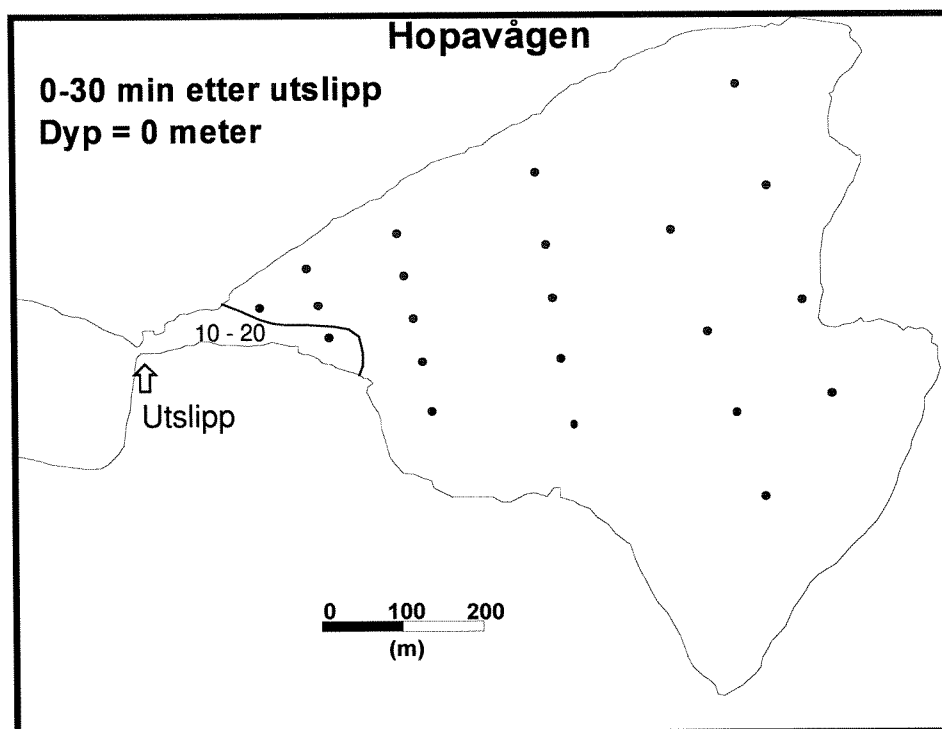 Hopavågen
0-30 min etter utslipp
Dyp = 0 meter
10 - 20
Utslipp
0 100 200
(m)